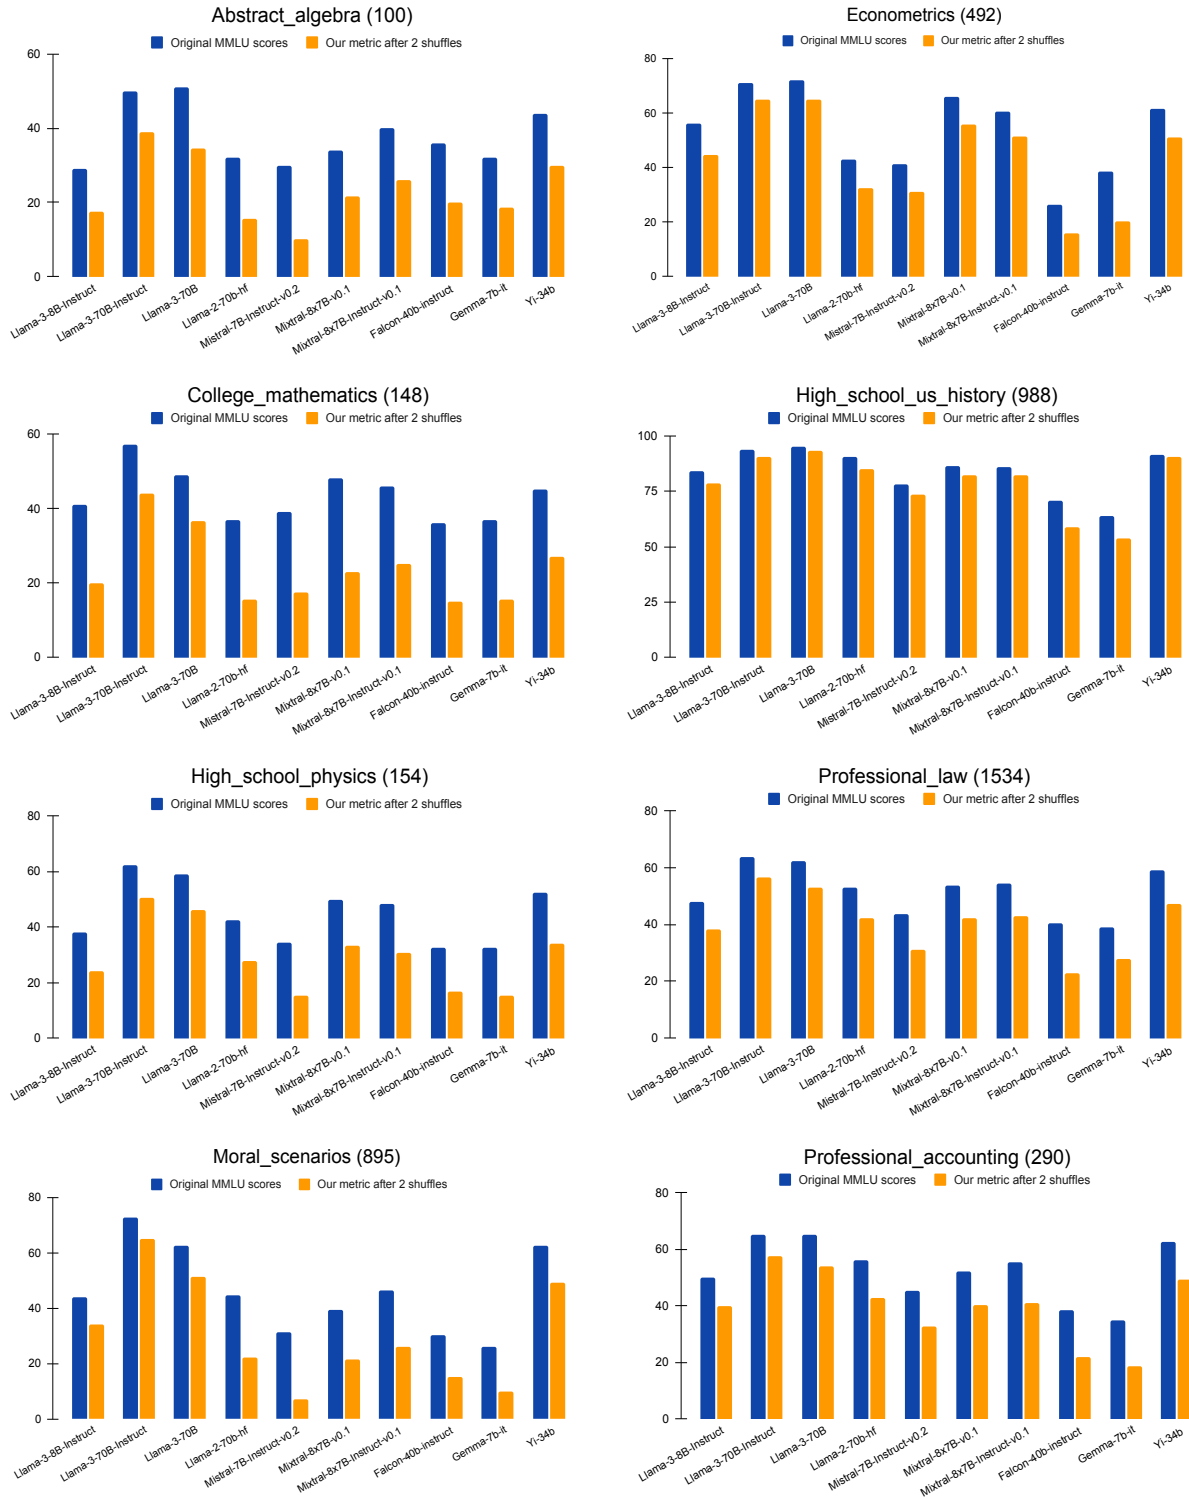 Abstract_algebra (100)
Original MMLU scores Our metric after 2 shuffles
60
40
20
0
Llama-3-8B-Instruct
Llama-3-70B-Instruct
Llama-3-70B
Llama-2-70b-hf
Mistral-7B-Instruct-v0.2
Mixtral-8x7B-v0.1
Mixtral-8x7B-Instruct-v0.1
Falcon-40b-instruct
Gemma-7b-it
Yi-34b
Econometrics (492)
Original MMLU scores Our metric after 2 shuffles
80
60
40
20
0
Llama-3-8B-Instruct
Llama-3-70B-Instruct
Llama-3-70B
Llama-2-70b-hf
Mistral-7B-Instruct-v0.2
Mixtral-8x7B-v0.1
Mixtral-8x7B-Instruct-v0.1
Falcon-40b-instruct
Gemma-7b-it
Yi-34b
College_mathematics (148)
Original MMLU scores Our metric after 2 shuffles
60
40
20
0
Llama-3-8B-Instruct
Llama-3-70B-Instruct
Llama-3-70B
Llama-2-70b-hf
Mistral-7B-Instruct-v0.2
Mixtral-8x7B-v0.1
Mixtral-8x7B-Instruct-v0.1
Falcon-40b-instruct
Gemma-7b-it
Yi-34b
High_school_us_history (988)
Original MMLU scores Our metric after 2 shuffles
100
75
50
25
0
Llama-3-8B-Instruct
Llama-3-70B-Instruct
Llama-3-70B
Llama-2-70b-hf
Mistral-7B-Instruct-v0.2
Mixtral-8x7B-v0.1
Mixtral-8x7B-Instruct-v0.1
Falcon-40b-instruct
Gemma-7b-it
Yi-34b
High_school_physics (154)
Original MMLU scores Our metric after 2 shuffles
80
60
40
20
0
Llama-3-8B-Instruct
Llama-3-70B-Instruct
Llama-3-70B
Llama-2-70b-hf
Mistral-7B-Instruct-v0.2
Mixtral-8x7B-v0.1
Mixtral-8x7B-Instruct-v0.1
Falcon-40b-instruct
Gemma-7b-it
Yi-34b
Professional_law (1534)
Original MMLU scores Our metric after 2 shuffles
80
60
40
20
0
Llama-3-8B-Instruct
Llama-3-70B-Instruct
Llama-3-70B
Llama-2-70b-hf
Mistral-7B-Instruct-v0.2
Mixtral-8x7B-v0.1
Mixtral-8x7B-Instruct-v0.1
Falcon-40b-instruct
Gemma-7b-it
Yi-34b
Moral_scenarios (895)
Original MMLU scores Our metric after 2 shuffles
80
60
40
20
0
Llama-3-8B-Instruct
Llama-3-70B-Instruct
Llama-3-70B
Llama-2-70b-hf
Mistral-7B-Instruct-v0.2
Mixtral-8x7B-v0.1
Mixtral-8x7B-Instruct-v0.1
Falcon-40b-instruct
Gemma-7b-it
Yi-34b
Professional_accounting (290)
Original MMLU scores Our metric after 2 shuffles
80
60
40
20
0
Llama-3-8B-Instruct
Llama-3-70B-Instruct
Llama-3-70B
Llama-2-70b-hf
Mistral-7B-Instruct-v0.2
Mixtral-8x7B-v0.1
Mixtral-8x7B-Instruct-v0.1
Falcon-40b-instruct
Gemma-7b-it
Yi-34b